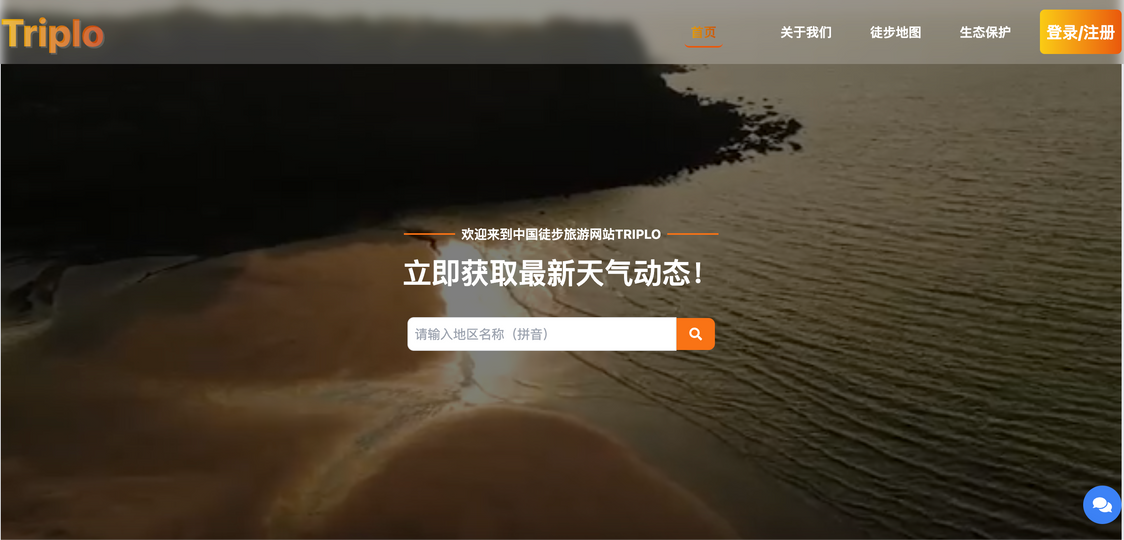 Triplo
首页
关于我们
徒步地图
生态保护
登录/注册
欢迎来到中国徒步旅游网站TRIPLO
立即获取最新天气动态！
请输入地区名称（拼音）